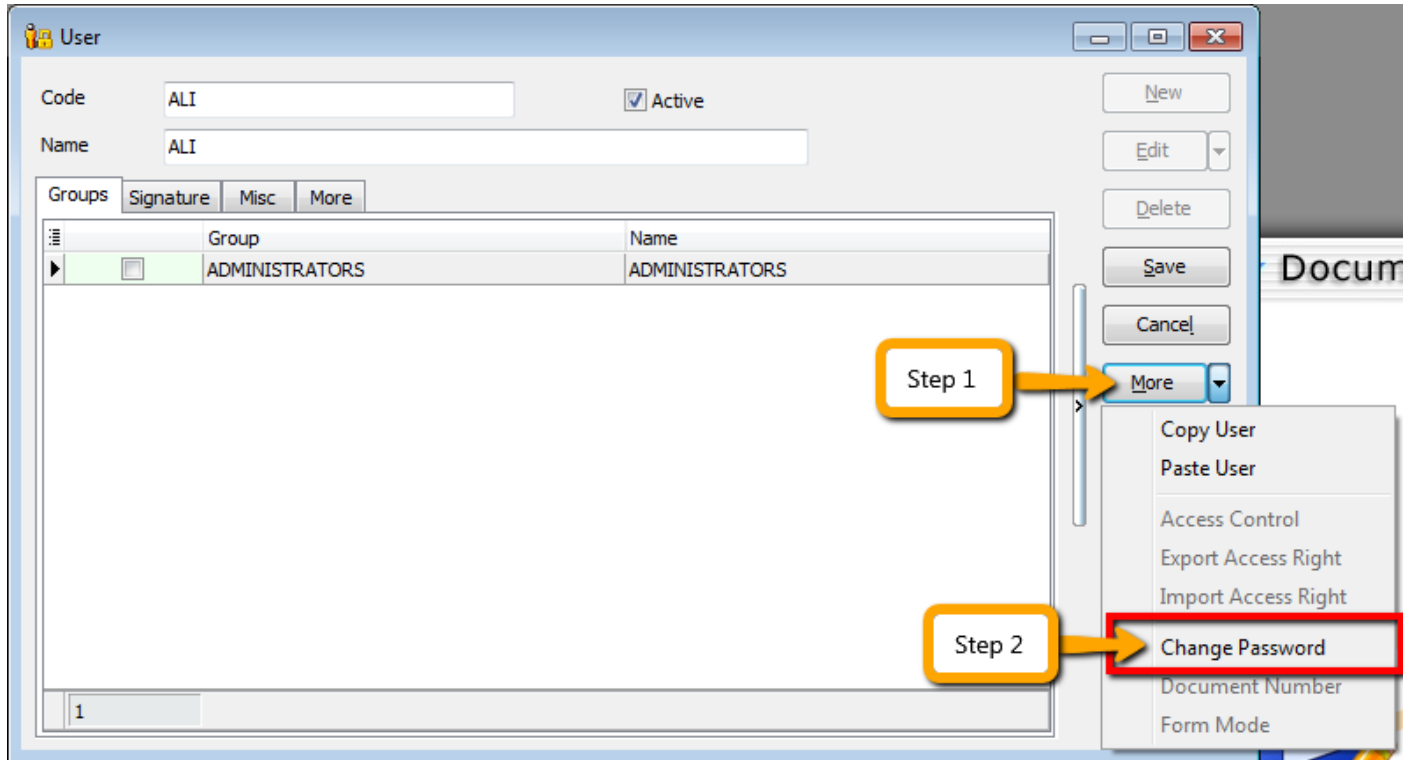 User
Code ALI Active New
Name ALI Edit
Groups Signature Misc More Delete
Group Name
ADMINISTRATORS ADMINISTRATORS
Save
Docum
Cancel
Step 1 More
Copy User
Paste User
Access Control
Export Access Right
Import Access Right
Step 2 Change Password
Document Number
Form Mode
1